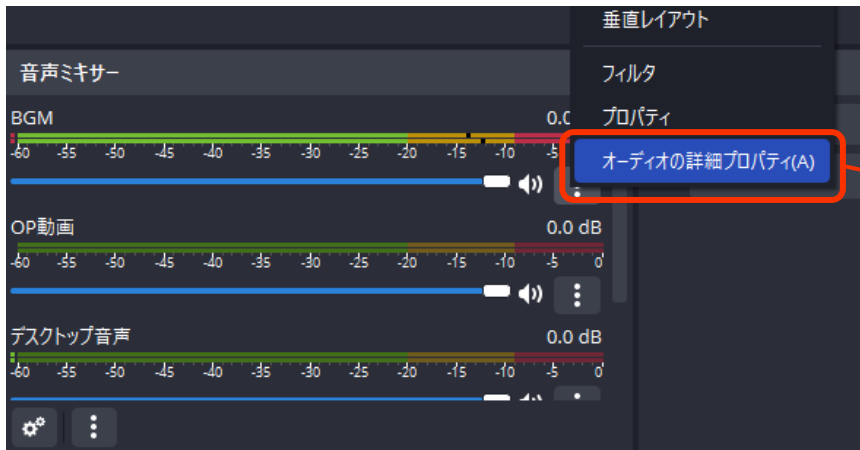 垂直レイアウト
音声ミキサー
フィルタ
BGM
0.0
プロパティ
-60 -55 -50 -45 -40 -35 -30 -25 -20 -15 -10 -5
オーディオの詳細プロパティ(A)
OP動画
0.0 dB
-60 -55 -50 -45 -40 -35 -30 -25 -20 -15 -10 -5 0
デスクトップ音声
0.0 dB
-60 -55 -50 -45 -40 -35 -30 -25 -20 -15 -10 -5 0